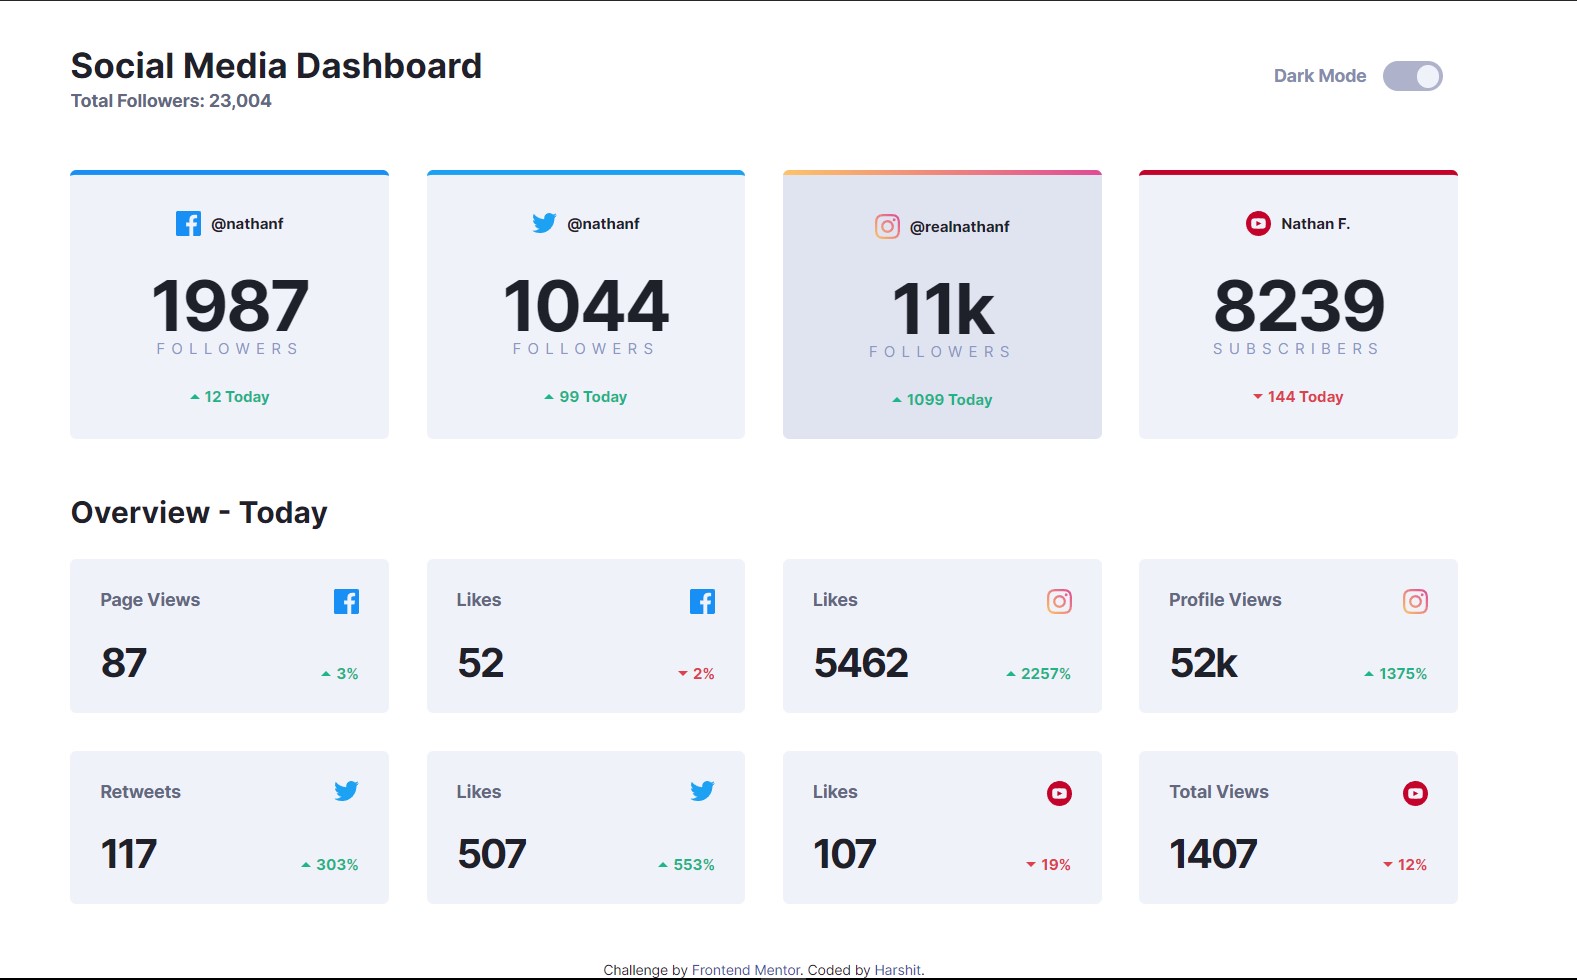 Social Media Dashboard
Total Followers: 23,004
Dark Mode
@nathanf
1987
FOLLOWERS
12 Today
@nathanf
1044
FOLLOWERS
99 Today
@realnathanf
11k
FOLLOWERS
1099 Today
Nathan F.
8239
SUBSCRIBERS
144 Today
Overview - Today
Page Views
87
3%
Likes
52
2%
Likes
5462
2257%
Profile Views
52k
1375%
Retweets
117
303%
Likes
507
553%
Likes
107
19%
Total Views
1407
12%
Challenge by Frontend Mentor. Coded by Harshit.